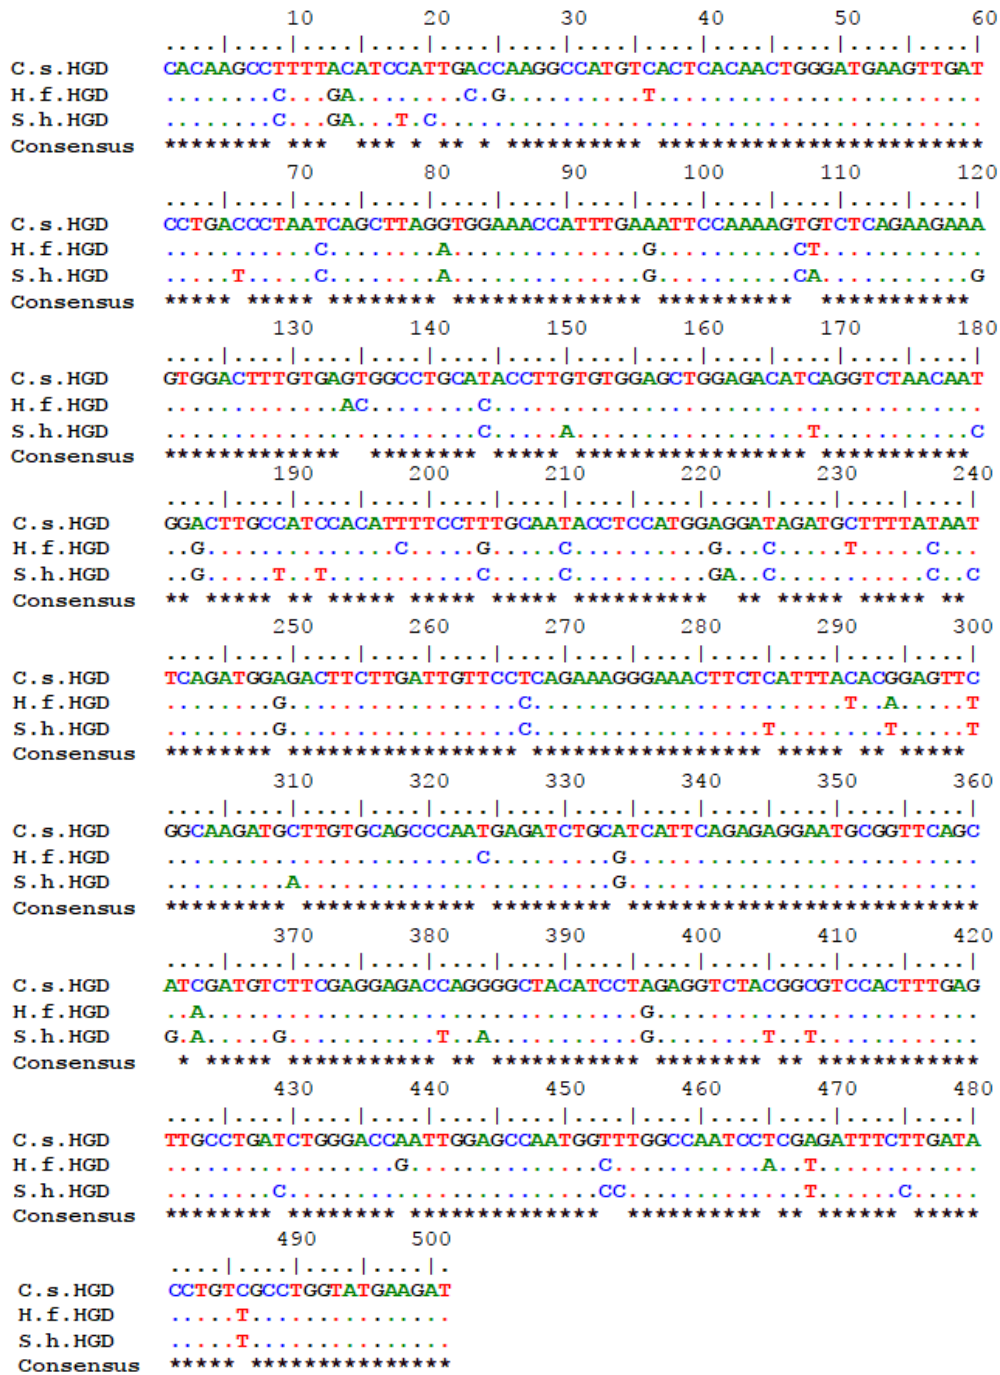 10 20 30 40 50 60
....|....|....|....|....|....|....|....|....|....|....|....|
C.s.HGD CACAAGCCTTTTACATCCATTGACCAAGGCCATGTCACTCACAACTGGGATGAAGTTGAT
H.f.HGD ........C...GA........C.G..........T........................
S.h.HGD ........C...GA...T.C........................................
Consensus ******** *** *** * ** * ********** ************************
70 80 90 100 110 120
....|....|....|....|....|....|....|....|....|....|....|....|
C.s.HGD CCTGACCCTAATCAGCTTAGGTGGAAACCATTTGAAATTCCAAAAGTGTCTCAGAAGAAA
H.f.HGD ...........C........A..............G..........CT............
S.h.HGD .....T.....C........A..............G..........CA...........G
Consensus ***** ***** ******** ************** **********  ***********
130 140 150 160 170 180
....|....|....|....|....|....|....|....|....|....|....|....|
C.s.HGD GTGGACTTTGTGAGTGGCCTGCATACCTTGTGTGGAGCTGGAGACATCAGGTCTAACAAT
H.f.HGD .............AC........C....................................
S.h.HGD .......................C.....A.................T...........C
Consensus *************  ******** ***** ***************** ***********
190 200 210 220 230 240
....|....|....|....|....|....|....|....|....|....|....|....|
C.s.HGD GGACTTGCCATCCACATTTTCCTTTGCAATACCTCCATGGAGGATAGATGCTTTTATAAT
H.f.HGD ..G..............C.....G.....C..........G...C.....T.....C...
S.h.HGD ..G.....T..T...........C.....C..........GA..C...........C..C
Consensus ** ***** ** ***** ***** ***** **********  ** ***** ***** **
250 260 270 280 290 300
....|....|....|....|....|....|....|....|....|....|....|....|
C.s.HGD TCAGATGGAGACTTCTTGATTGTTCCTCAGAAAGGGAAACTTCTCATTTACACGGAGTTC
H.f.HGD ........G.................C.......................T..A.....T
S.h.HGD ........G.................C.................T........T.....T
Consensus ******** ***************** ***************** ***** ** *****
310 320 330 340 350 360
....|....|....|....|....|....|....|....|....|....|....|....|
C.s.HGD GGCAAGATGCTTGTGCAGCCCAATGAGATCTGCATCATTCAGAGAGGAATGCGGTTCAGC
H.f.HGD .......................C.........G..........................
S.h.HGD .........A.......................G..........................
Consensus ********* ************* ********* **************************
370 380 390 400 410 420
....|....|....|....|....|....|....|....|....|....|....|....|
C.s.HGD ATCGATGTCTTCGAGGAGACCAGGGGCTACATCCTAGAGGTCTACGGCGTCCACTTTGAG
H.f.HGD ..A................................G........................
S.h.HGD G.A.....G...........T..A...........G........T..T............
Consensus  * ***** *********** ** *********** ******** ** ************
430 440 450 460 470 480
....|....|....|....|....|....|....|....|....|....|....|....|
C.s.HGD TTGCCTGATCTGGGACCAATTGGAGCCAATGGTTTGGCCAATCCTCGAGATTTCTTGATA
H.f.HGD .................G..............C...........A..T............
S.h.HGD ........C.......................CC.............T......C.....
Consensus ******** ******** **************  ********** ** ****** *****
490 500
....|....|....|....|.
C.s.HGD CCTGTCGCCTGGTATGAAGAT
H.f.HGD .....T...............
S.h.HGD .....T...............
Consensus ***** ***************